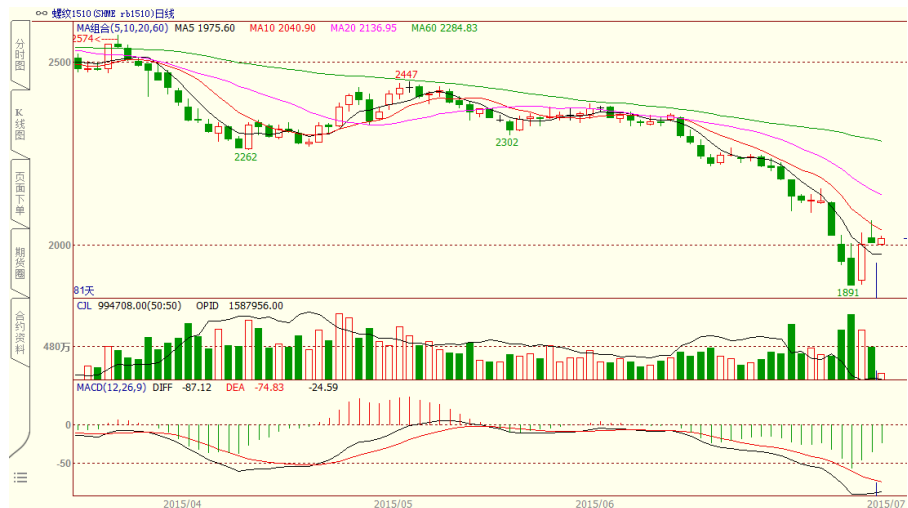 螺纹1510 (SHME rb1510)日线
MA组合(5,10,20,60) MA5 1975.60 MA10 2040.90 MA20 2136.95 MA60 2284.83
2574<
2500
2447
2262
2302
2000
1891
81天
CJL 994708.00(50:50) OPID 1587956.00
480万
MACD(12,26,9) DIFF -87.12 DEA -74.83 -24.59
0
-50
2015/04 2015/05 2015/06 2015/07
分时图
K线图
页面下单
期货圈
合约资料